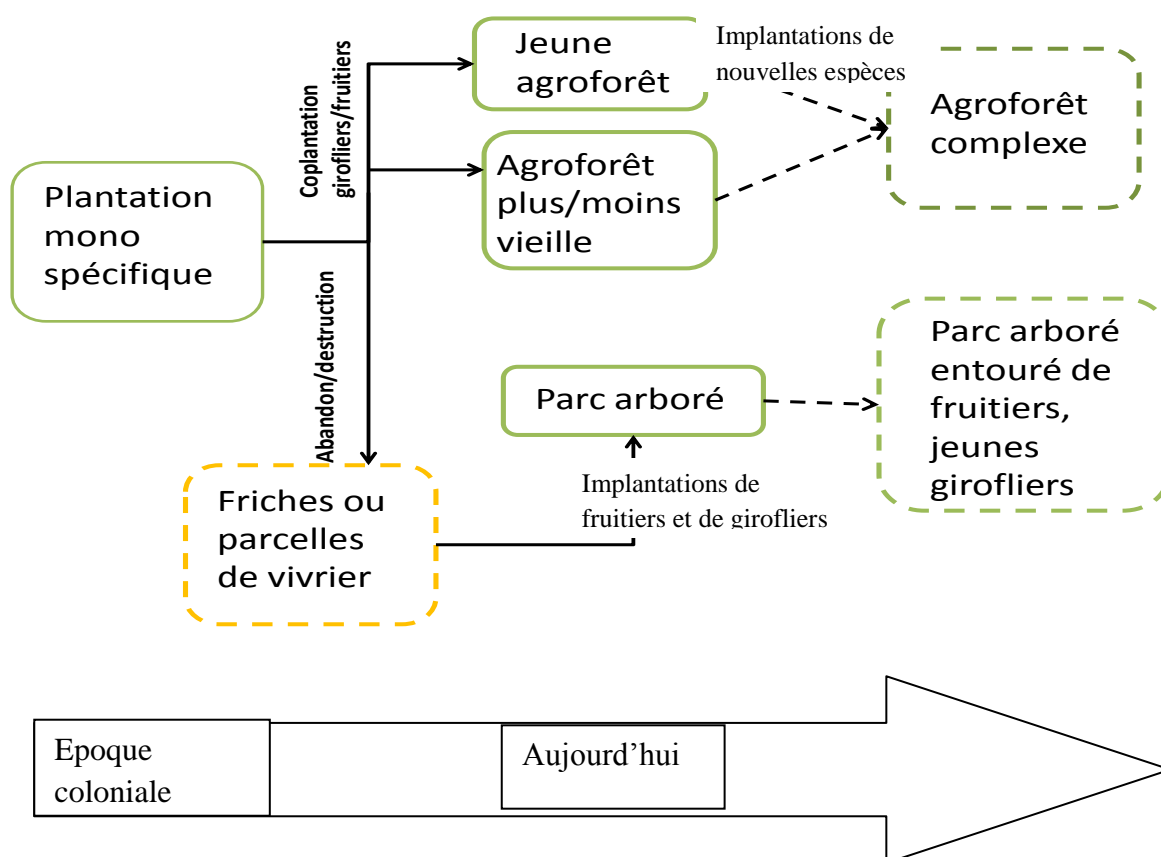 Plantation
mono
spécifique
Coplantation
girofliers/fruitiers
Abandon/destruction
Jeune
agroforêt
Implantations de
nouvelles espèces
Agroforêt
plus/moins
vieille
Agroforêt
complexe
Friches ou
parcelles
de vivrier
Implantations de
fruitiers et de girofliers
Parc arboré
Parc arboré
entouré de
fruitiers,
jeunes
girofliers
Epoque
coloniale
Aujourd’hui